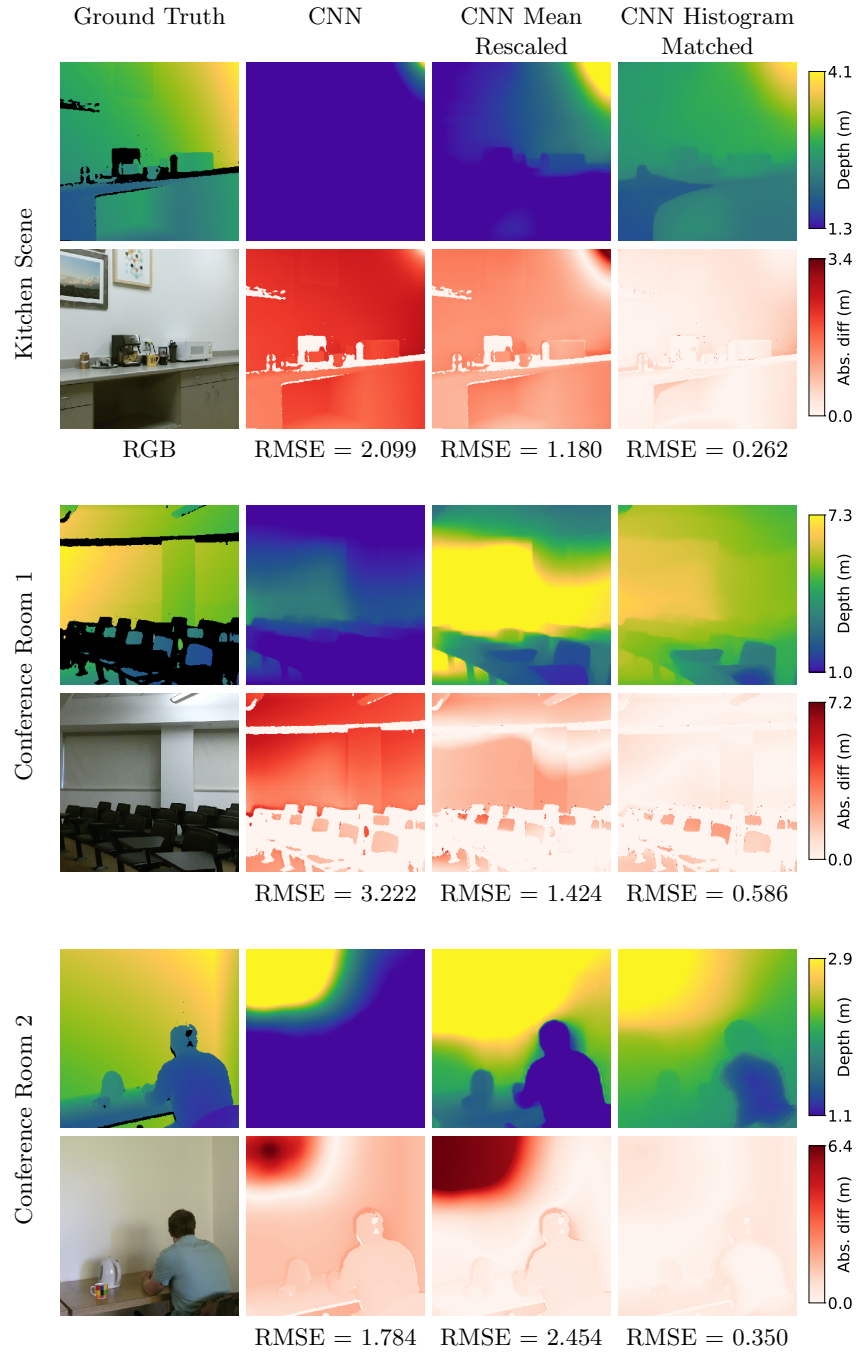 Ground Truth
CNN
CNN Mean
Rescaled
CNN Histogram
Matched
Kitchen Scene
4.1
Depth (m)
1.3
3.4
Abs. diff (m)
0.0
RGB
RMSE = 2.099
RMSE = 1.180
RMSE = 0.262
Conference Room 1
7.3
Depth (m)
1.0
7.2
Abs. diff (m)
0.0
RMSE = 3.222
RMSE = 1.424
RMSE = 0.586
Conference Room 2
2.9
Depth (m)
1.1
6.4
Abs. diff (m)
0.0
RMSE = 1.784
RMSE = 2.454
RMSE = 0.350